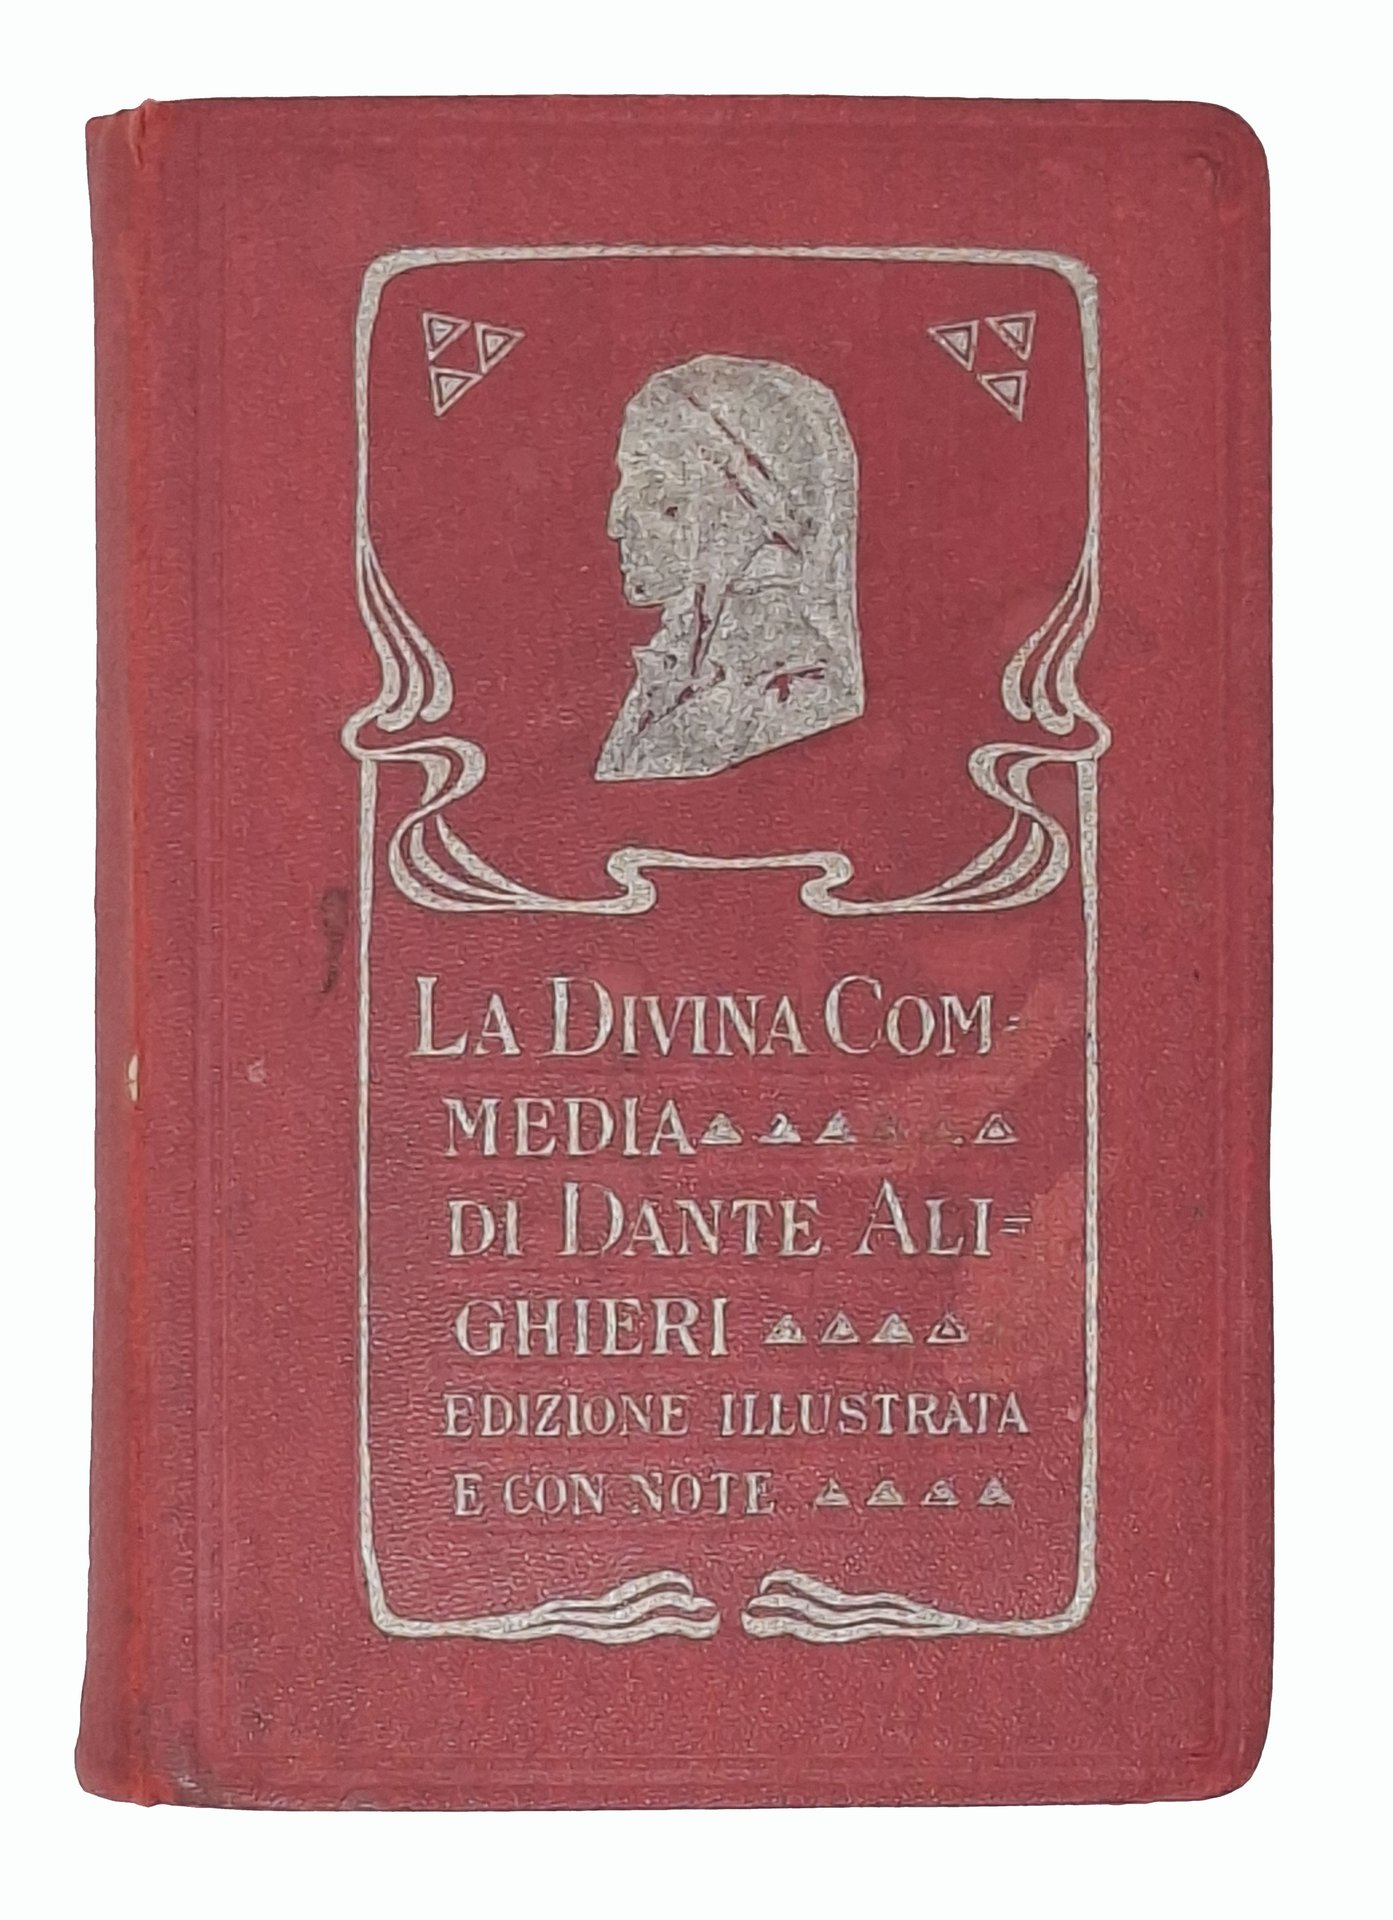 LA DIVINA COM=
MEDIA
DI DANTE ALI=
GHIERI
EDIZIONE ILLUSTRATA
E CON NOTE